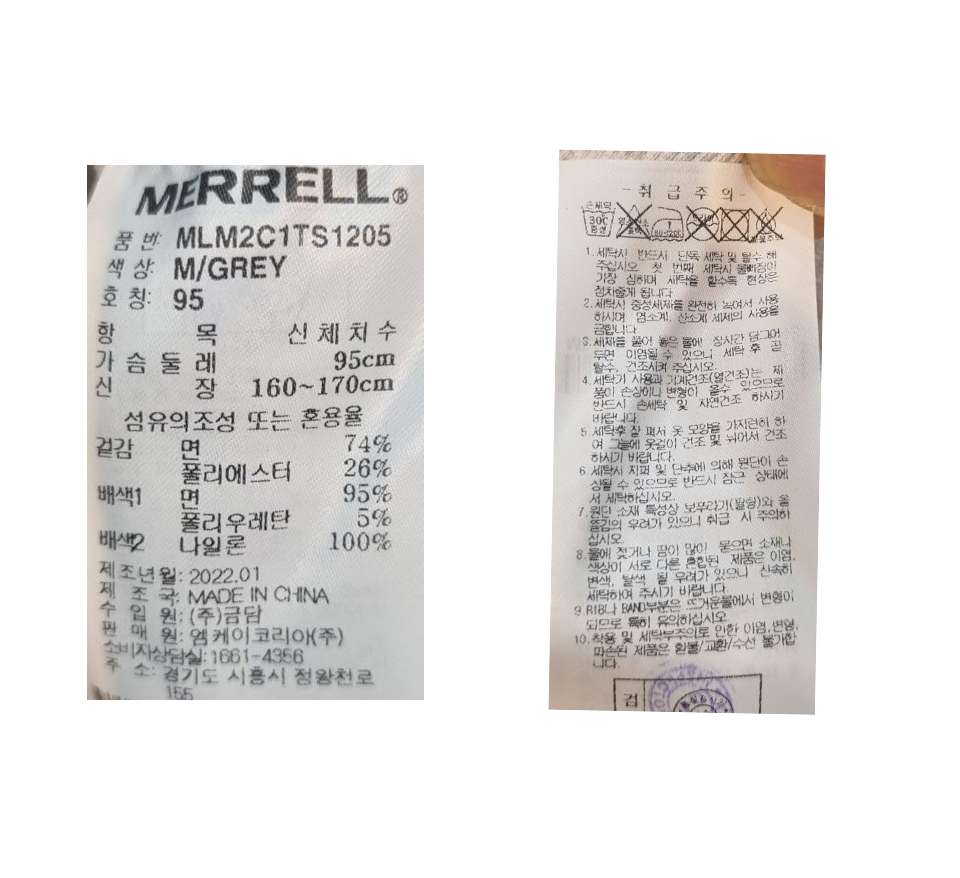 MERRELL®
품 번: MLM2C1TS1205
색 상: M/GREY
호 칭: 95
항 목 신 체 치 수
가 슴 둘 레 95cm
신 장 160~170cm
섬유의조성 또는 혼용율
겉감 면 74%
폴리에스터 26%
배색1 면 95%
폴리우레탄 5%
배색2 나일론 100%
제조년월: 2022.01
제 조 국: MADE IN CHINA
수 입 원: (주)금담
판 매 원: 엠케이코리아(주)
소비자상담실: 1661-4356
주 소: 경기도 시흥시 정왕천로
155
-취 급 주 의-
손세탁
30C
중성
1.세탁시 반드시 단독 세탁 및 탈수 해
주십시오. 첫 번째 세탁시 물빠짐이
가장 심하며 세탁을 할수록 현상은
점차줄게 됩니다.
2.세탁시 중성세제를 완전히 녹여서 사용
하시며 염소계, 산소계 세제의 사용을
금합니다.
3.세제를 풀어 놓은 물에 장시간 담그어
두면 이염될 수 있으니 세탁 후 곧
탈수, 건조시켜 주십시오.
4.세탁기 사용과 기계건조(열건조)는 제
품이 손상이나 변형이 올수 있으므로
반드시 손세탁 및 자연건조 하시기
바랍니다.
5.세탁후 잘 펴서 옷 모양을 가지런히 하
여 그늘에 옷걸이 건조 및 뉘어서 건조
하시기 바랍니다.
6.세탁시 지퍼 및 단추에 의해 원단이 손
상될 수 있으므로 반드시 잠근 상태에
서 세탁하십시오.
7.원단 소재 특성상 보푸라기(필링)와 올
뜯김의 우려가 있으니 취급 시 주의하
십시오.
8.물에 젖거나 땀이 많이 묻으면 소재나
색상이 서로 다른 혼합된 제품은 이염,
변색, 탈색 될 우려가 있으니 신속히
세탁하여 주시기 바랍니다.
9.RIB나 BAND부분은 뜨거운물에서 변형이
되므로 특히 유의하십시오.
10.착용 및 세탁부주의로 인한 이염,변형,
파손된 제품은 환불/교환/수선 불가합
니다.
검